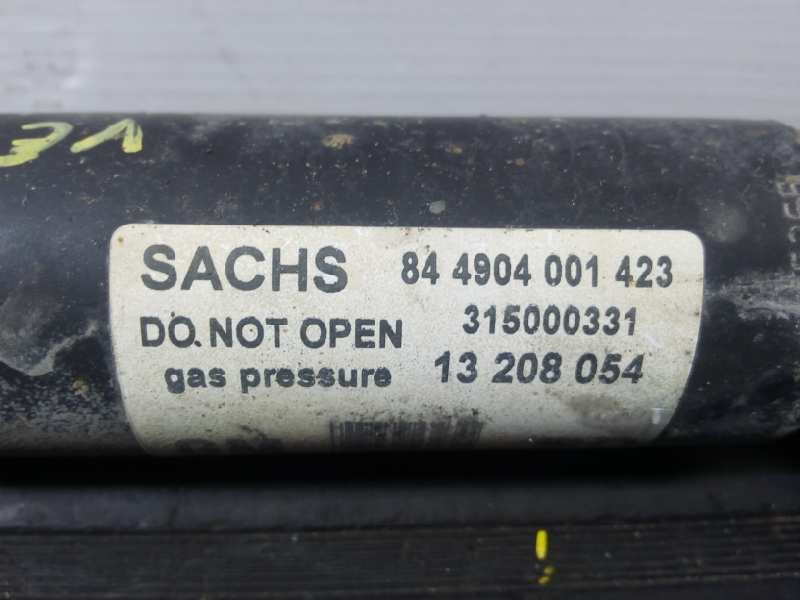 SACHS 84 4904 001 423
DO NOT OPEN 315000331
gas pressure 13 208 054